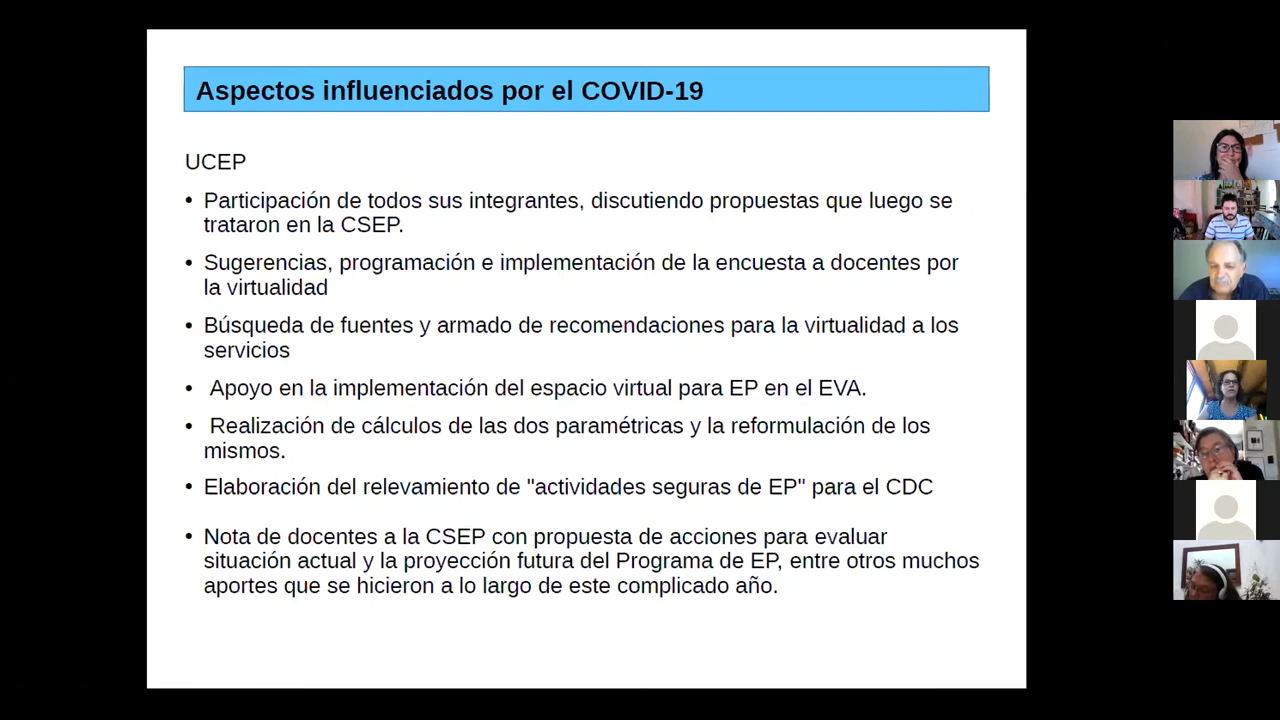 Aspectos influenciados por el COVID-19
UCEP
• Participación de todos sus integrantes, discutiendo propuestas que luego se
trataron en la CSEP.
• Sugerencias, programación e implementación de la encuesta a docentes por
la virtualidad
• Búsqueda de fuentes y armado de recomendaciones para la virtualidad a los
servicios
• Apoyo en la implementación del espacio virtual para EP en el EVA.
• Realización de cálculos de las dos paramétricas y la reformulación de los
mismos.
• Elaboración del relevamiento de "actividades seguras de EP" para el CDC
• Nota de docentes a la CSEP con propuesta de acciones para evaluar
situación actual y la proyección futura del Programa de EP, entre otros muchos
aportes que se hicieron a lo largo de este complicado año.